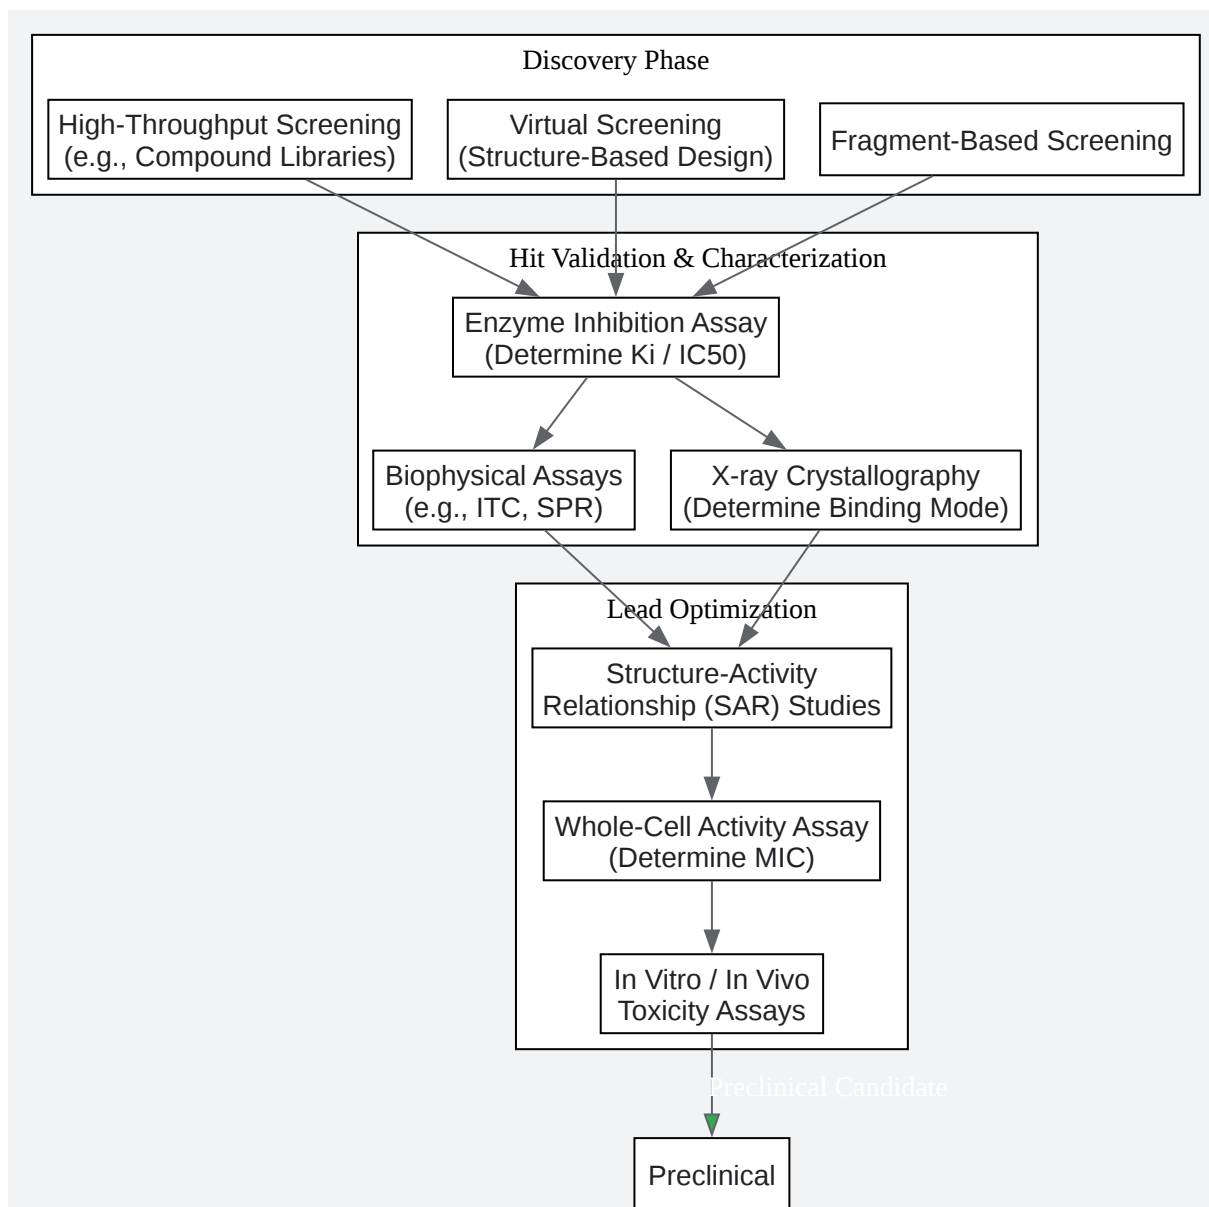 Discovery Phase
High-Throughput Screening
(e.g., Compound Libraries)
Virtual Screening
(Structure-Based Design)
Fragment-Based Screening
Hit Validation & Characterization
Enzyme Inhibition Assay
(Determine Ki / IC50)
Biophysical Assays
(e.g., ITC, SPR)
X-ray Crystallography
(Determine Binding Mode)
Lead Optimization
Structure-Activity
Relationship (SAR) Studies
Whole-Cell Activity Assay
(Determine MIC)
In Vitro / In Vivo
Toxicity Assays
Preclinical Candidate
Preclinical